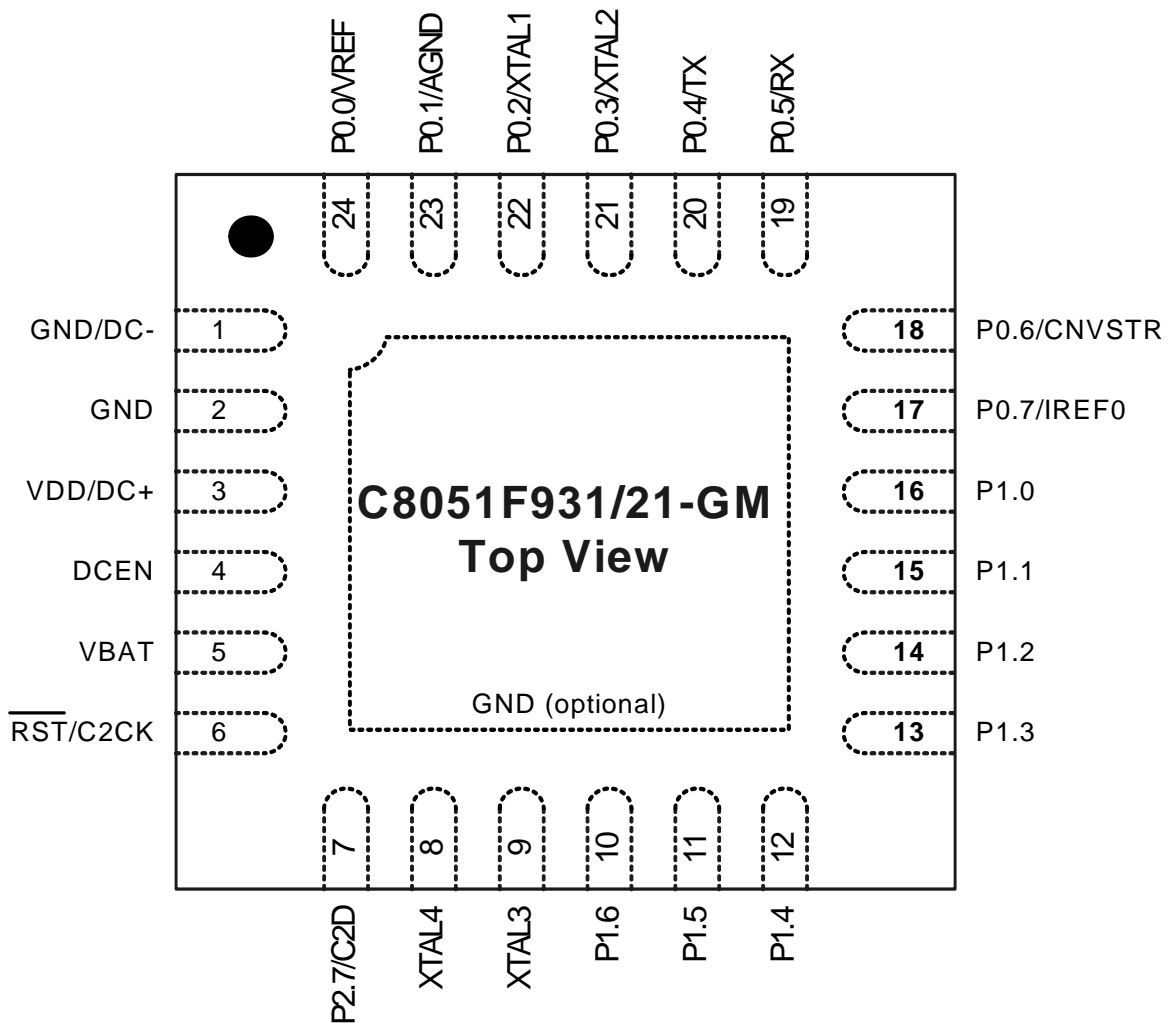 P0.0/VREF
P0.1/AGND
P0.2/XTAL1
P0.3/XTAL2
P0.4/TX
P0.5/RX
24
23
22
21
20
19
GND/DC-
1
GND
2
VDD/DC+
3
DCEN
4
VBAT
5
RST/C2CK
6
C8051F931/21-GM
Top View
GND (optional)
18
P0.6/CNVSTR
17
P0.7/IREF0
16
P1.0
15
P1.1
14
P1.2
13
P1.3
7
8
9
10
11
12
P2.7/C2D
XTAL4
XTAL3
P1.6
P1.5
P1.4